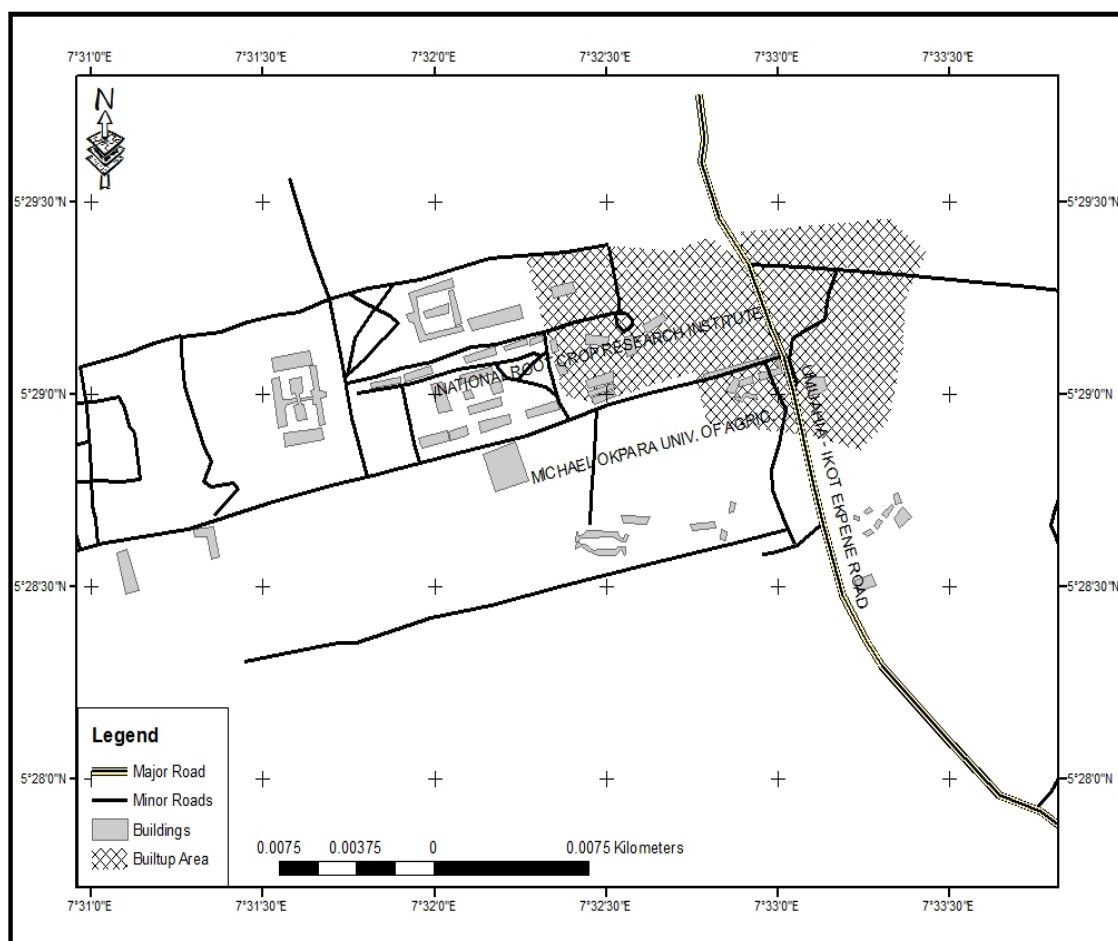 7°31'0"E 7°31'30"E 7°32'0"E 7°32'30"E 7°33'0"E 7°33'30"E
N
5°29'30"N 5°29'30"N
NATIONAL ROOT CROP RESEARCH INSTITUTE
5°29'0"N 5°29'0"N
MICHAEL OKPARA UNIV. OF AGRIC
UMUAHIA - IKOT EKPENE ROAD
5°28'30"N 5°28'30"N
5°28'0"N 5°28'0"N
Legend
Major Road
Minor Roads
Buildings
Builtup Area
0.0075 0.00375 0 0.0075 Kilometers
7°31'0"E 7°31'30"E 7°32'0"E 7°32'30"E 7°33'0"E 7°33'30"E